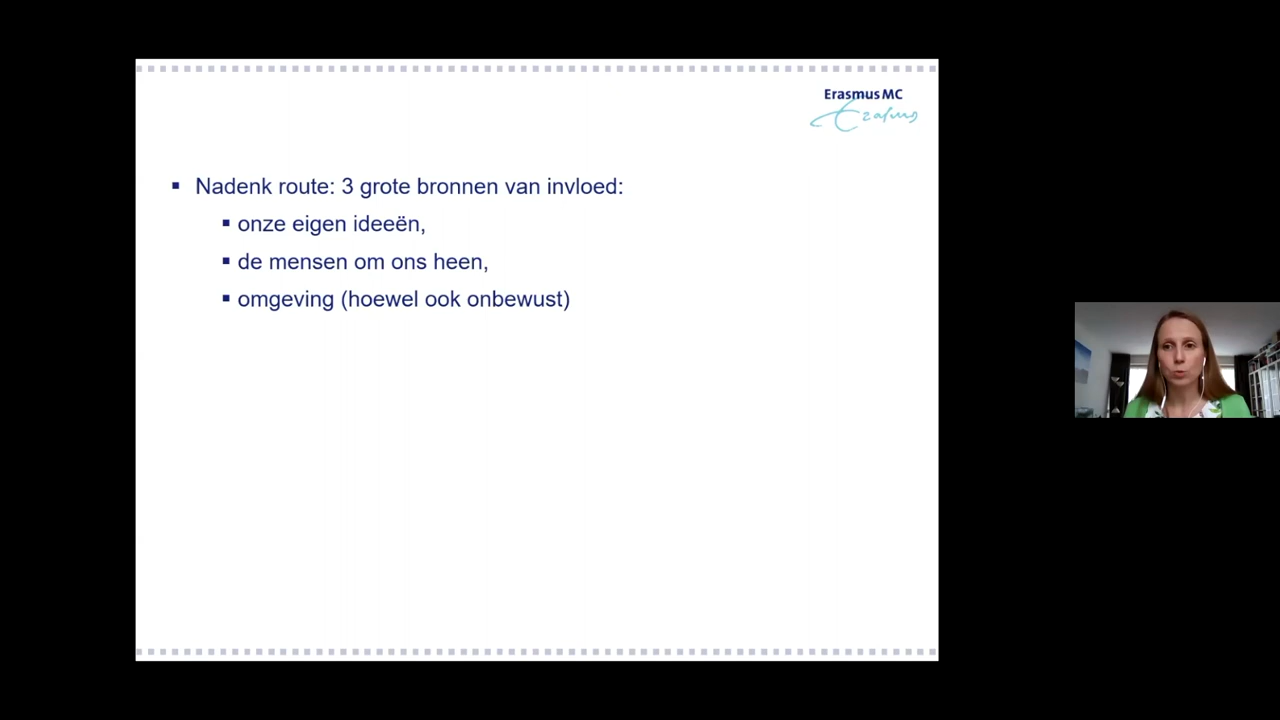 Erasmus MC
Erasmus
▪ Nadenk route: 3 grote bronnen van invloed:
▪ onze eigen ideeën,
▪ de mensen om ons heen,
▪ omgeving (hoewel ook onbewust)